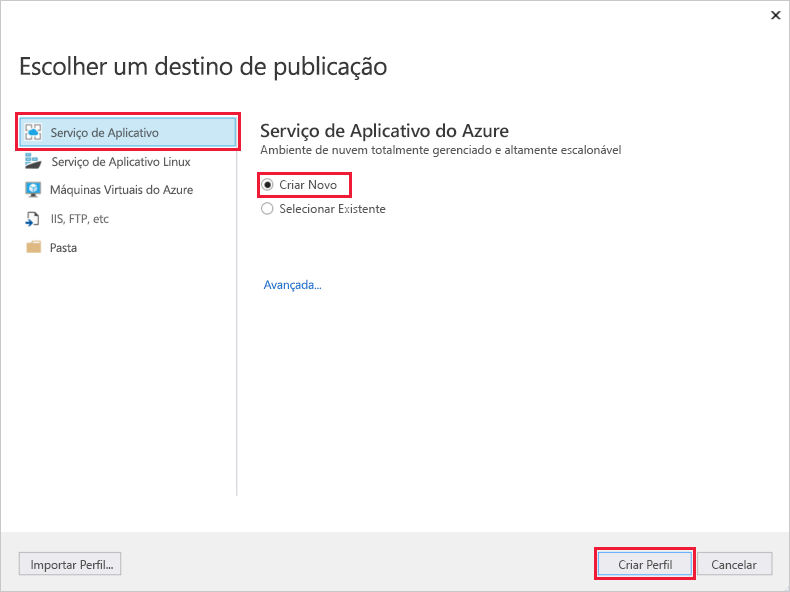 Escolher um destino de publicação
Serviço de Aplicativo
Serviço de Aplicativo Linux
Máquinas Virtuais do Azure
IIS, FTP, etc
Pasta
Serviço de Aplicativo do Azure
Ambiente de nuvem totalmente gerenciado e altamente escalonável
Criar Novo
Selecionar Existente
Avançada...
Importar Perfil...
Criar Perfil
Cancelar